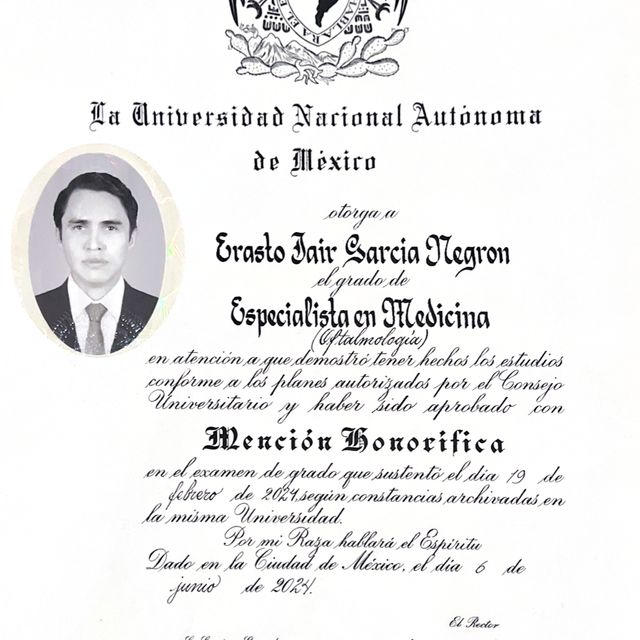 La Universidad Nacional Autónoma
de México
otorga a
Erasto Jair Garcia Negron
el grado de
Especialista en Medicina
(Oftalmología)
en atención a que demostró tener hechos los estudios
conforme a los planes autorizados por el Consejo
Universitario y haber sido aprobado con
Mención Honorífica
en el examen de grado que sustentó el día 19 de
febrero de 2024, según constancias archivadas en
la misma Universidad.
Por mi Raza hablará el Espíritu
Dado en la Ciudad de México, el día 6 de
junio de 2024.
El Rector